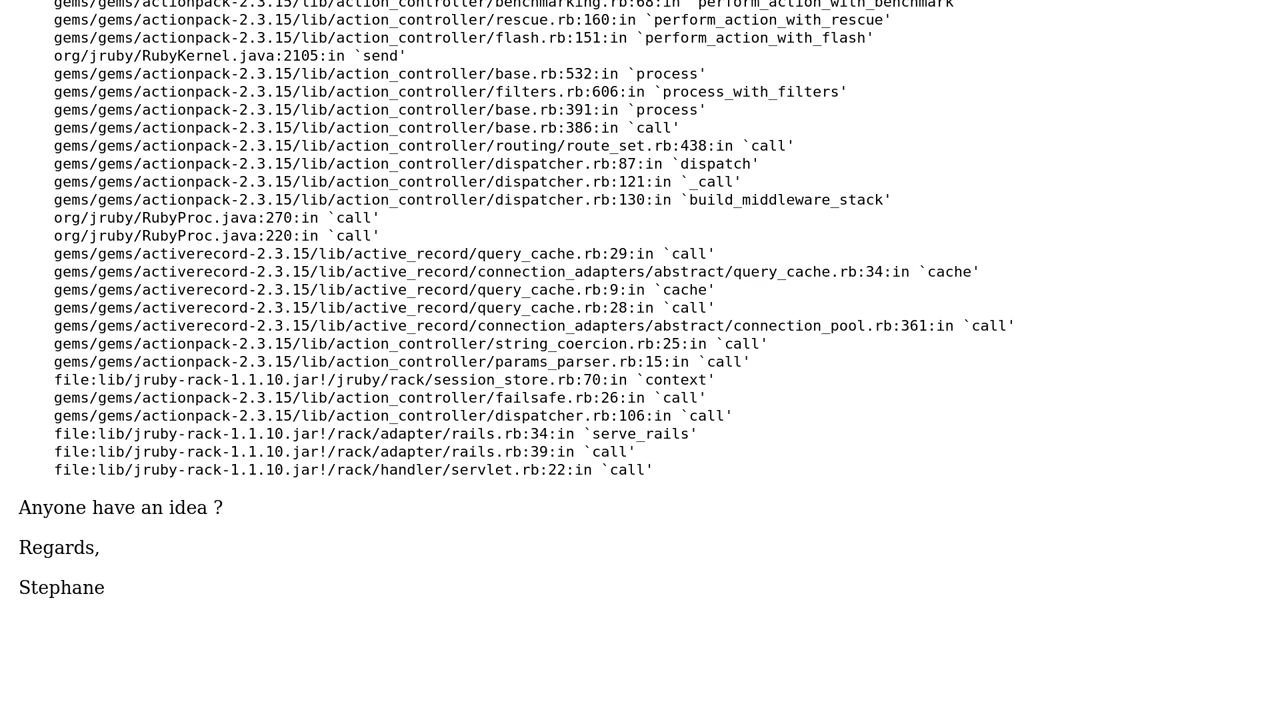 gems/gems/actionpack-2.3.15/lib/action_controller/benchmarking.rb:68:in `perform_action_with_benchmark'
gems/gems/actionpack-2.3.15/lib/action_controller/rescue.rb:160:in `perform_action_with_rescue'
gems/gems/actionpack-2.3.15/lib/action_controller/flash.rb:151:in `perform_action_with_flash'
org/jruby/RubyKernel.java:2105:in `send'
gems/gems/actionpack-2.3.15/lib/action_controller/base.rb:532:in `process'
gems/gems/actionpack-2.3.15/lib/action_controller/filters.rb:606:in `process_with_filters'
gems/gems/actionpack-2.3.15/lib/action_controller/base.rb:391:in `process'
gems/gems/actionpack-2.3.15/lib/action_controller/base.rb:386:in `call'
gems/gems/actionpack-2.3.15/lib/action_controller/routing/route_set.rb:438:in `call'
gems/gems/actionpack-2.3.15/lib/action_controller/dispatcher.rb:87:in `dispatch'
gems/gems/actionpack-2.3.15/lib/action_controller/dispatcher.rb:121:in `_call'
gems/gems/actionpack-2.3.15/lib/action_controller/dispatcher.rb:130:in `build_middleware_stack'
org/jruby/RubyProc.java:270:in `call'
org/jruby/RubyProc.java:220:in `call'
gems/gems/activerecord-2.3.15/lib/active_record/query_cache.rb:29:in `call'
gems/gems/activerecord-2.3.15/lib/active_record/connection_adapters/abstract/query_cache.rb:34:in `cache'
gems/gems/activerecord-2.3.15/lib/active_record/query_cache.rb:9:in `cache'
gems/gems/activerecord-2.3.15/lib/active_record/query_cache.rb:28:in `call'
gems/gems/activerecord-2.3.15/lib/active_record/connection_adapters/abstract/connection_pool.rb:361:in `call'
gems/gems/actionpack-2.3.15/lib/action_controller/string_coercion.rb:25:in `call'
gems/gems/actionpack-2.3.15/lib/action_controller/params_parser.rb:15:in `call'
file:lib/jruby-rack-1.1.10.jar!/jruby/rack/session_store.rb:70:in `context'
gems/gems/actionpack-2.3.15/lib/action_controller/failsafe.rb:26:in `call'
gems/gems/actionpack-2.3.15/lib/action_controller/dispatcher.rb:106:in `call'
file:lib/jruby-rack-1.1.10.jar!/rack/adapter/rails.rb:34:in `serve_rails'
file:lib/jruby-rack-1.1.10.jar!/rack/adapter/rails.rb:39:in `call'
file:lib/jruby-rack-1.1.10.jar!/rack/handler/servlet.rb:22:in `call'
Anyone have an idea ?
Regards,
Stephane